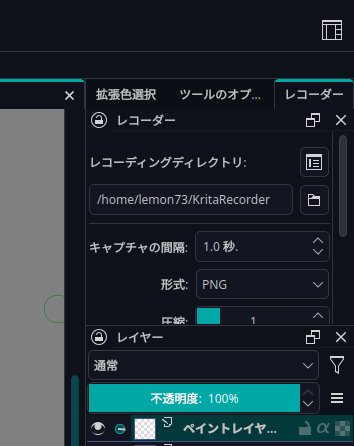 拡張色選択 ツールのオプ... レコーダー
レコーダー
レコーディングディレクトリ:
/home/lemon73/KritaRecorder
キャプチャの間隔: 1.0 秒.
形式: PNG
圧縮: 1
レイヤー
通常
不透明度: 100%
ペイントレイヤ... α